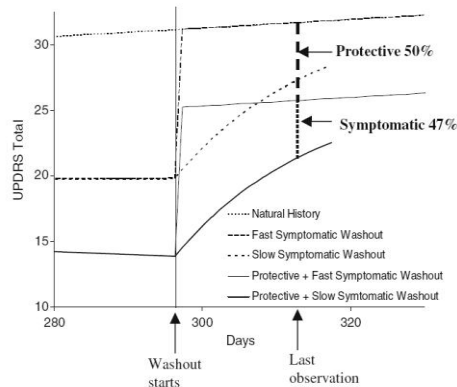 30
25
20
15
10
UPDRS Total
Protective 50%
Symptomatic 47%
Natural History
Fast Symptomatic Washout
Slow Symptomatic Washout
Protective + Fast Symptomatic Washout
Protective + Slow Symtomatic Washout
280
300
320
Days
Washout
starts
Last
observation